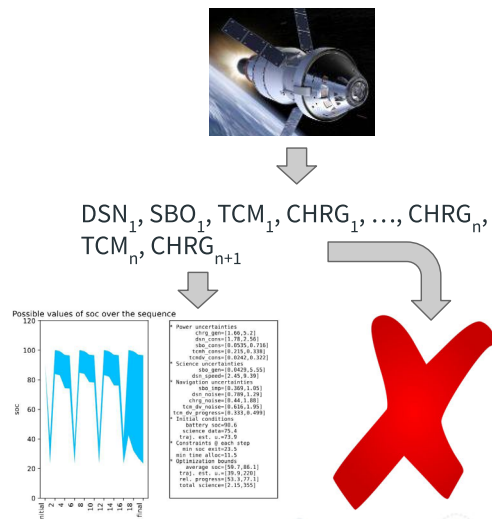 DSN1, SBO1, TCM1, CHRG1, …, CHRGn,
TCMn, CHRGn+1
Possible values of soc over the sequence
120
100
80
60
40
20
0
soc
initial
2
4
6
8
10
12
14
16
18
final
* Power uncertainties
chrg_gen=[1.66,5.2]
dsn_cons=[1.78,2.56]
sbo_cons=[0.0535,0.716]
tcmh_cons=[0.215,0.338]
tcmdv_cons=[0.0242,0.322]
* Science uncertainties
sbo_gen=[0.0429,5.55]
dsn_speed=[2.45,9.39]
* Navigation uncertainties
sbo_imp=[0.369,1.05]
dsn_noise=[0.789,1.29]
chrg_noise=[0.44,1.88]
tcm_dv_noise=[0.616,1.95]
tcm_dv_progress=[0.333,0.499]
* Initial conditions
battery soc=98.6
science data=75.4
traj. est. u.=73.9
* Constraints @ each step
min soc exit=23.5
min time alloc=11.5
* Optimization bounds
average soc=[59.7,86.1]
traj. est. u.=[39.9,220]
rel. progress=[53.3,77.1]
total science=[2.15,355]